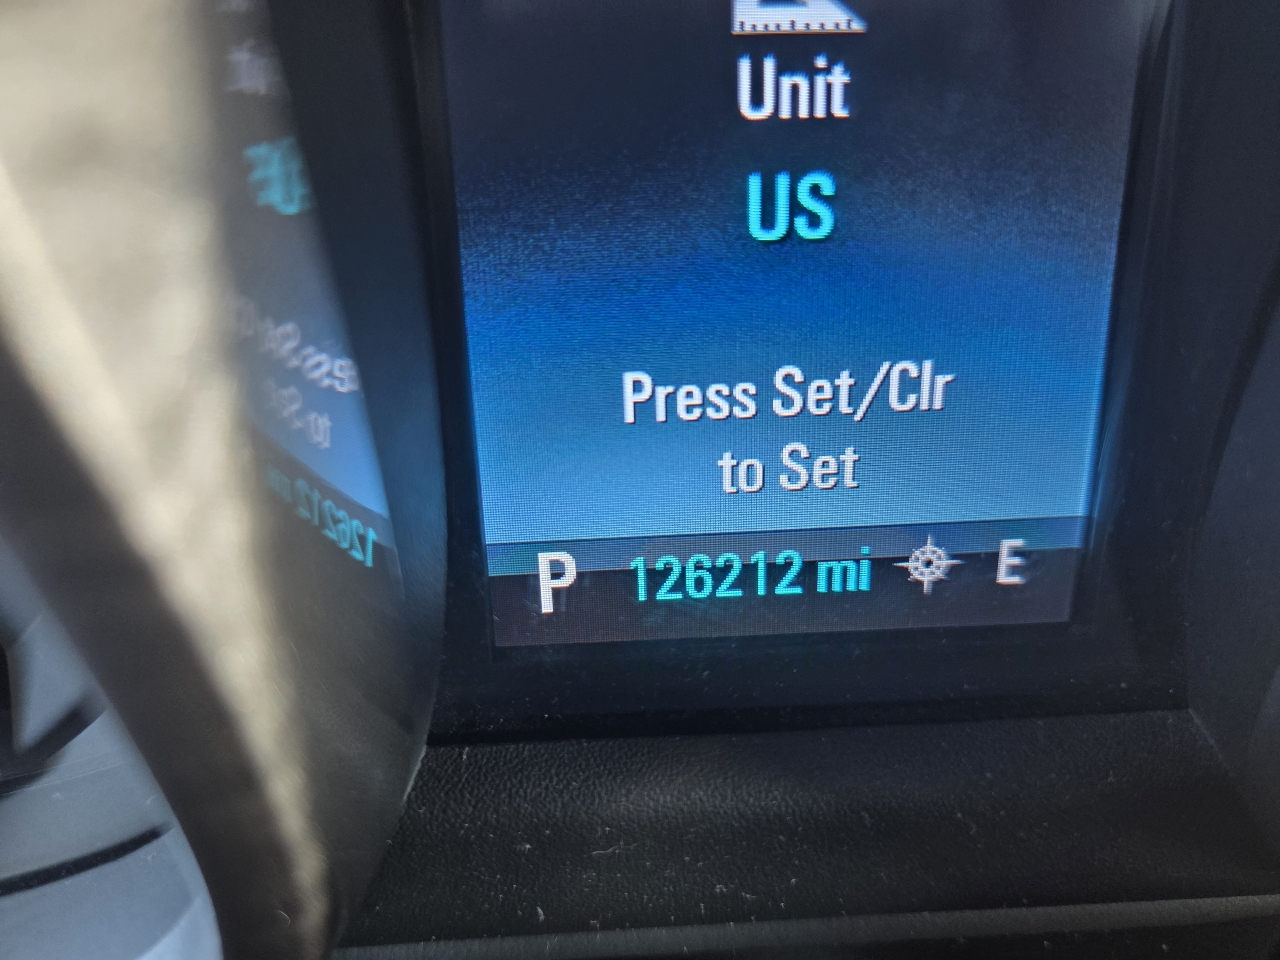 Unit
US
Press Set/Clr
to Set
P 126212 mi E